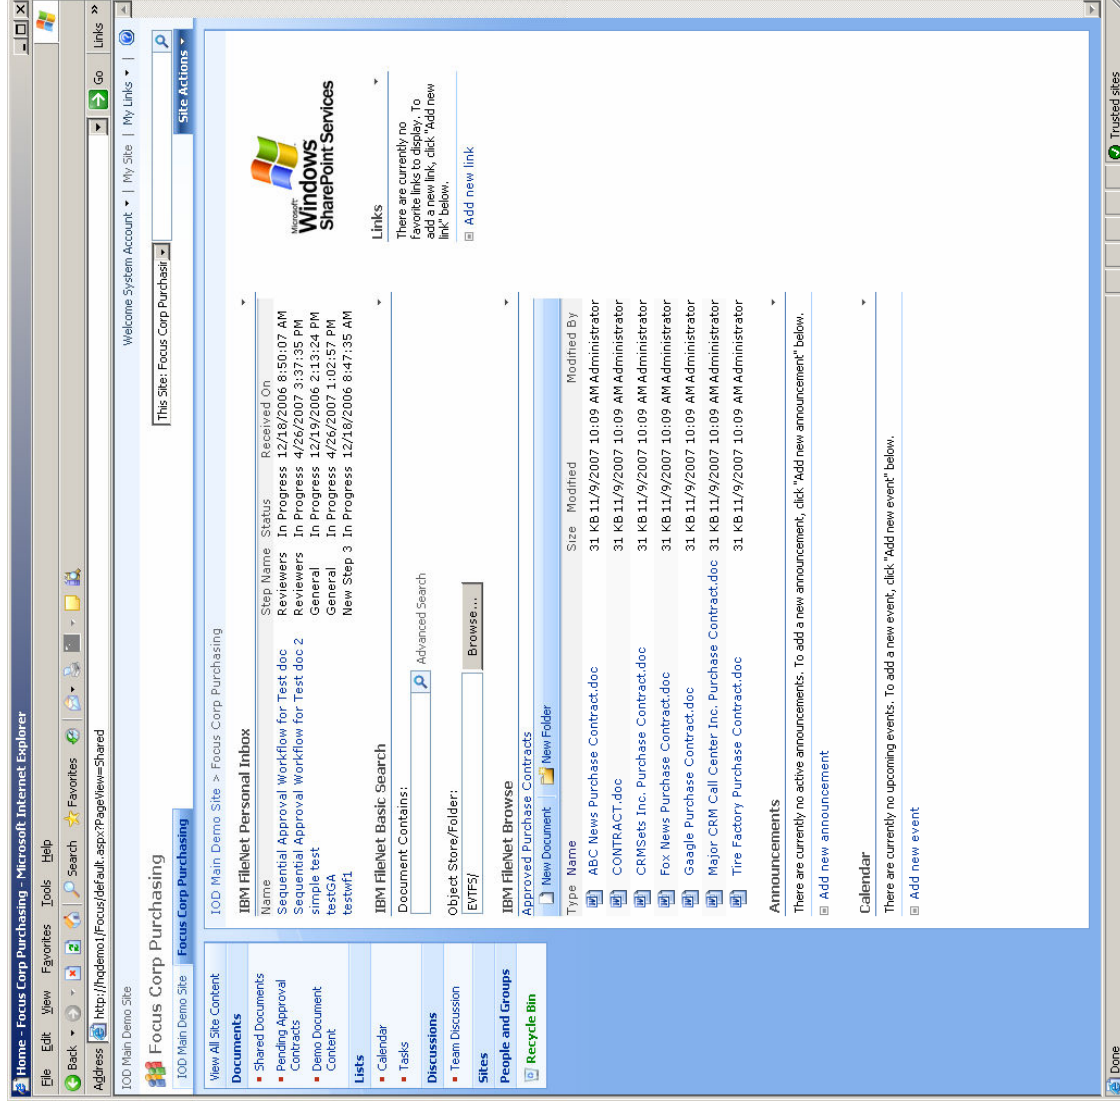 Home - Focus Corp Purchasing - Microsoft Internet Explorer
File Edit View Favorites Tools Help
Back Search Favorites
Address http://hqdemo1/Focus/default.aspx?PageView=Shared Go Links »
IOD Main Demo Site Welcome System Account | My Site | My Links |
Focus Corp Purchasing This Site: Focus Corp Purchasir
IOD Main Demo Site Focus Corp Purchasing Site Actions
View All Site Content
Documents
Shared Documents
Pending Approval
Contracts
Demo Document
Content
Lists
Calendar
Tasks
Discussions
Team Discussion
Sites
People and Groups
Recycle Bin
IOD Main Demo Site > Focus Corp Purchasing
IBM FileNet Personal Inbox
Name Step Name Status Received On
Sequential Approval Workflow for Test doc Reviewers In Progress 12/18/2006 8:50:07 AM
Sequential Approval Workflow for Test doc 2 Reviewers In Progress 4/26/2007 3:37:35 PM
simple test General In Progress 12/19/2006 2:13:24 PM
testGA General In Progress 4/26/2007 1:02:57 PM
testwf1 New Step 3 In Progress 12/18/2006 8:47:35 AM
IBM FileNet Basic Search
Document Contains:
Advanced Search
Object Store/Folder:
EVTFS/ Browse...
IBM FileNet Browse
Approved Purchase Contracts
New Document New Folder
Type Name Size Modified Modified By
ABC News Purchase Contract.doc 31 KB 11/9/2007 10:09 AM Administrator
CONTRACT.doc 31 KB 11/9/2007 10:09 AM Administrator
CRMSets Inc. Purchase Contract.doc 31 KB 11/9/2007 10:09 AM Administrator
Fox News Purchase Contract.doc 31 KB 11/9/2007 10:09 AM Administrator
Gaagle Purchase Contract.doc 31 KB 11/9/2007 10:09 AM Administrator
Major CRM Call Center Inc. Purchase Contract.doc 31 KB 11/9/2007 10:09 AM Administrator
Tire Factory Purchase Contract.doc 31 KB 11/9/2007 10:09 AM Administrator
Announcements
There are currently no active announcements. To add a new announcement, click "Add new announcement" below.
Add new announcement
Calendar
There are currently no upcoming events. To add a new event, click "Add new event" below.
Add new event
Microsoft
Windows
SharePoint Services
Links
There are currently no
favorite links to display. To
add a new link, click "Add new
link" below.
Add new link
Done Trusted sites